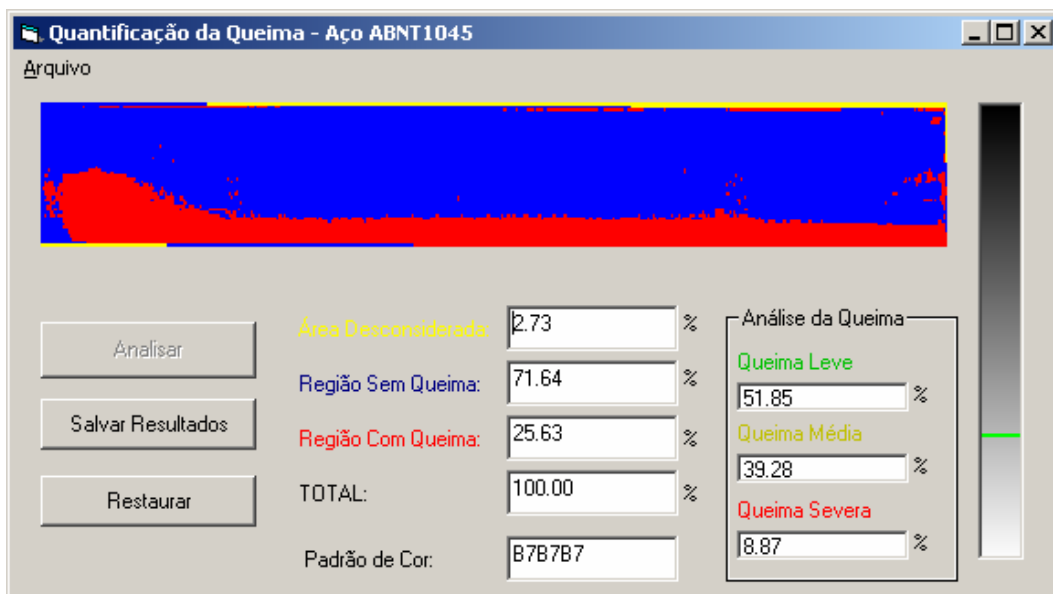 Quantificação da Queima - Aço ABNT1045
Arquivo
Analisar
Salvar Resultados
Restaurar
Área Desconsiderada: 2.73 %
Região Sem Queima: 71.64 %
Região Com Queima: 25.63 %
TOTAL: 100.00 %
Padrão de Cor: B7B7B7
Análise da Queima
Queima Leve
51.85 %
Queima Média
39.28 %
Queima Severa
8.87 %